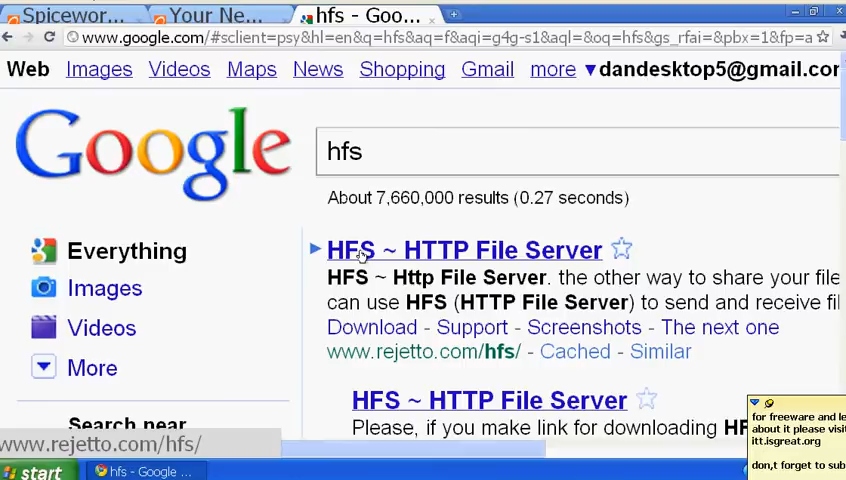 Spicewor...
Your Ne...
hfs - Goo...
www.google.com/#sclient=psy&hl=en&q=hfs&aq=f&aqi=g4g-s1&aql=&oq=hfs&gs_rfai=&pbx=1&fp=a
Web Images Videos Maps News Shopping Gmail more dandesktop5@gmail.com
Google
hfs
About 7,660,000 results (0.27 seconds)
Everything
Images
Videos
More
Search near
HFS ~ HTTP File Server
HFS ~ Http File Server. the other way to share your file
can use HFS (HTTP File Server) to send and receive fil
Download - Support - Screenshots - The next one
www.rejetto.com/hfs/ - Cached - Similar
HFS ~ HTTP File Server
Please, if you make link for downloading HF
for freeware and le
about it please visit
itt.isgreat.org
don,t forget to sub
www.rejetto.com/hfs/
start
hfs - Google ...